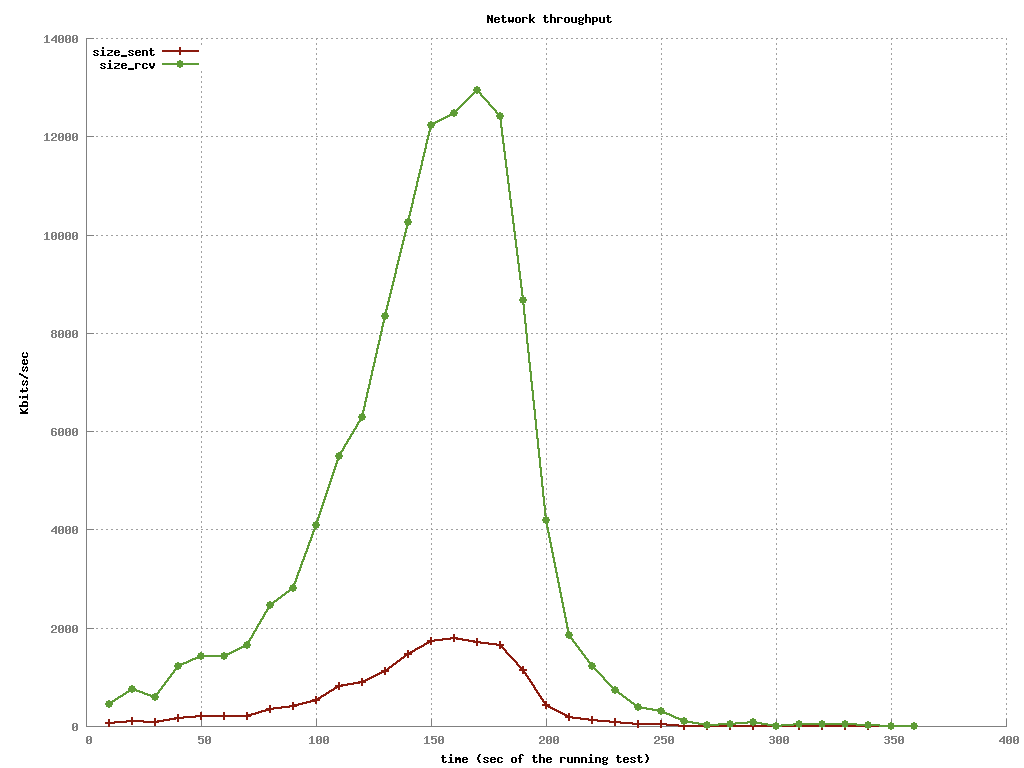 Network throughput
14000
size_sent
size_rcv
12000
10000
8000
Kbits/sec
6000
4000
2000
0
0 50 100 150 200 250 300 350 400
time (sec of the running test)